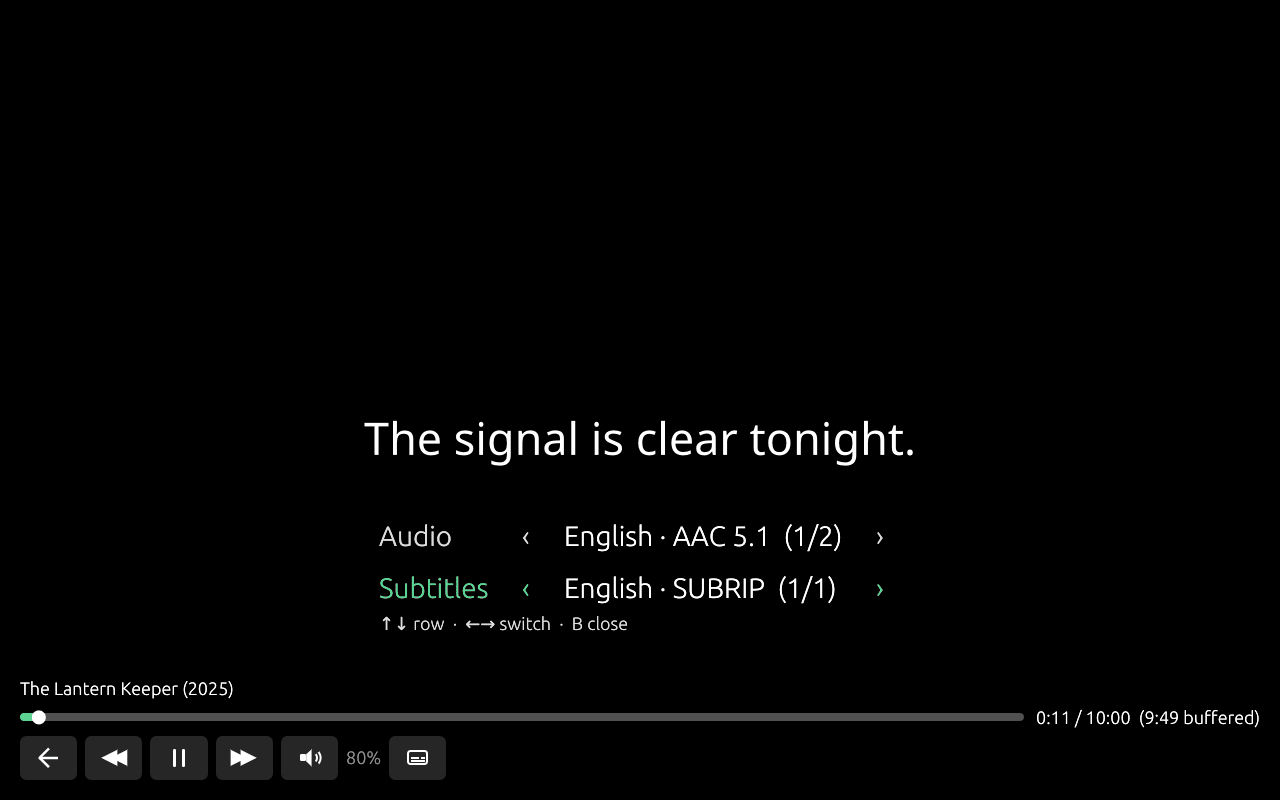 The signal is clear tonight.
Audio ‹ English · AAC 5.1 (1/2) ›
Subtitles ‹ English · SUBRIP (1/1) ›
↑↓ row · ←→ switch · B close
The Lantern Keeper (2025)
0:11 / 10:00 (9:49 buffered)
80%